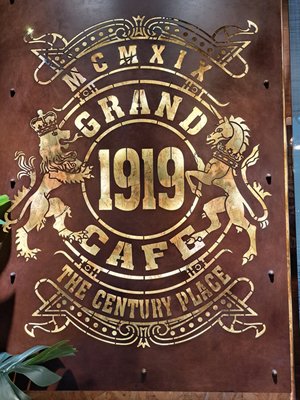 MCMXIX
GRAND
1919
CAFE
THE CENTURY PLACE